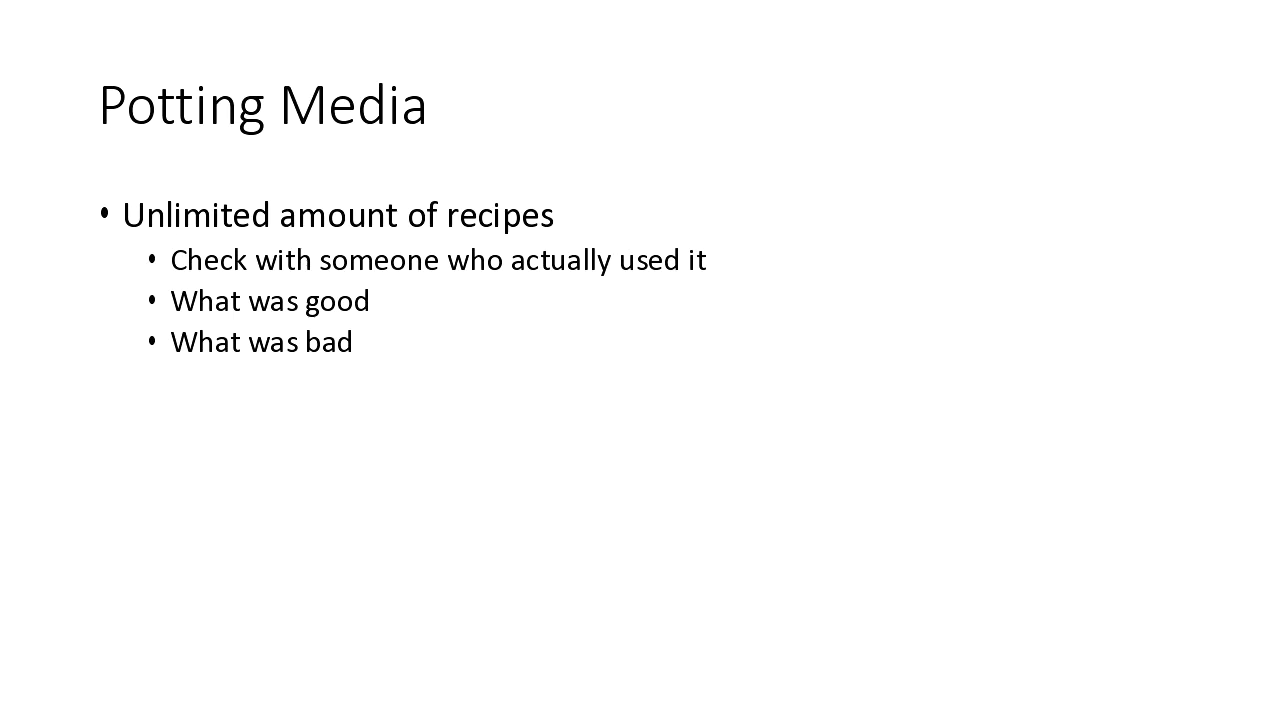 Potting Media
• Unlimited amount of recipes
• Check with someone who actually used it
• What was good
• What was bad